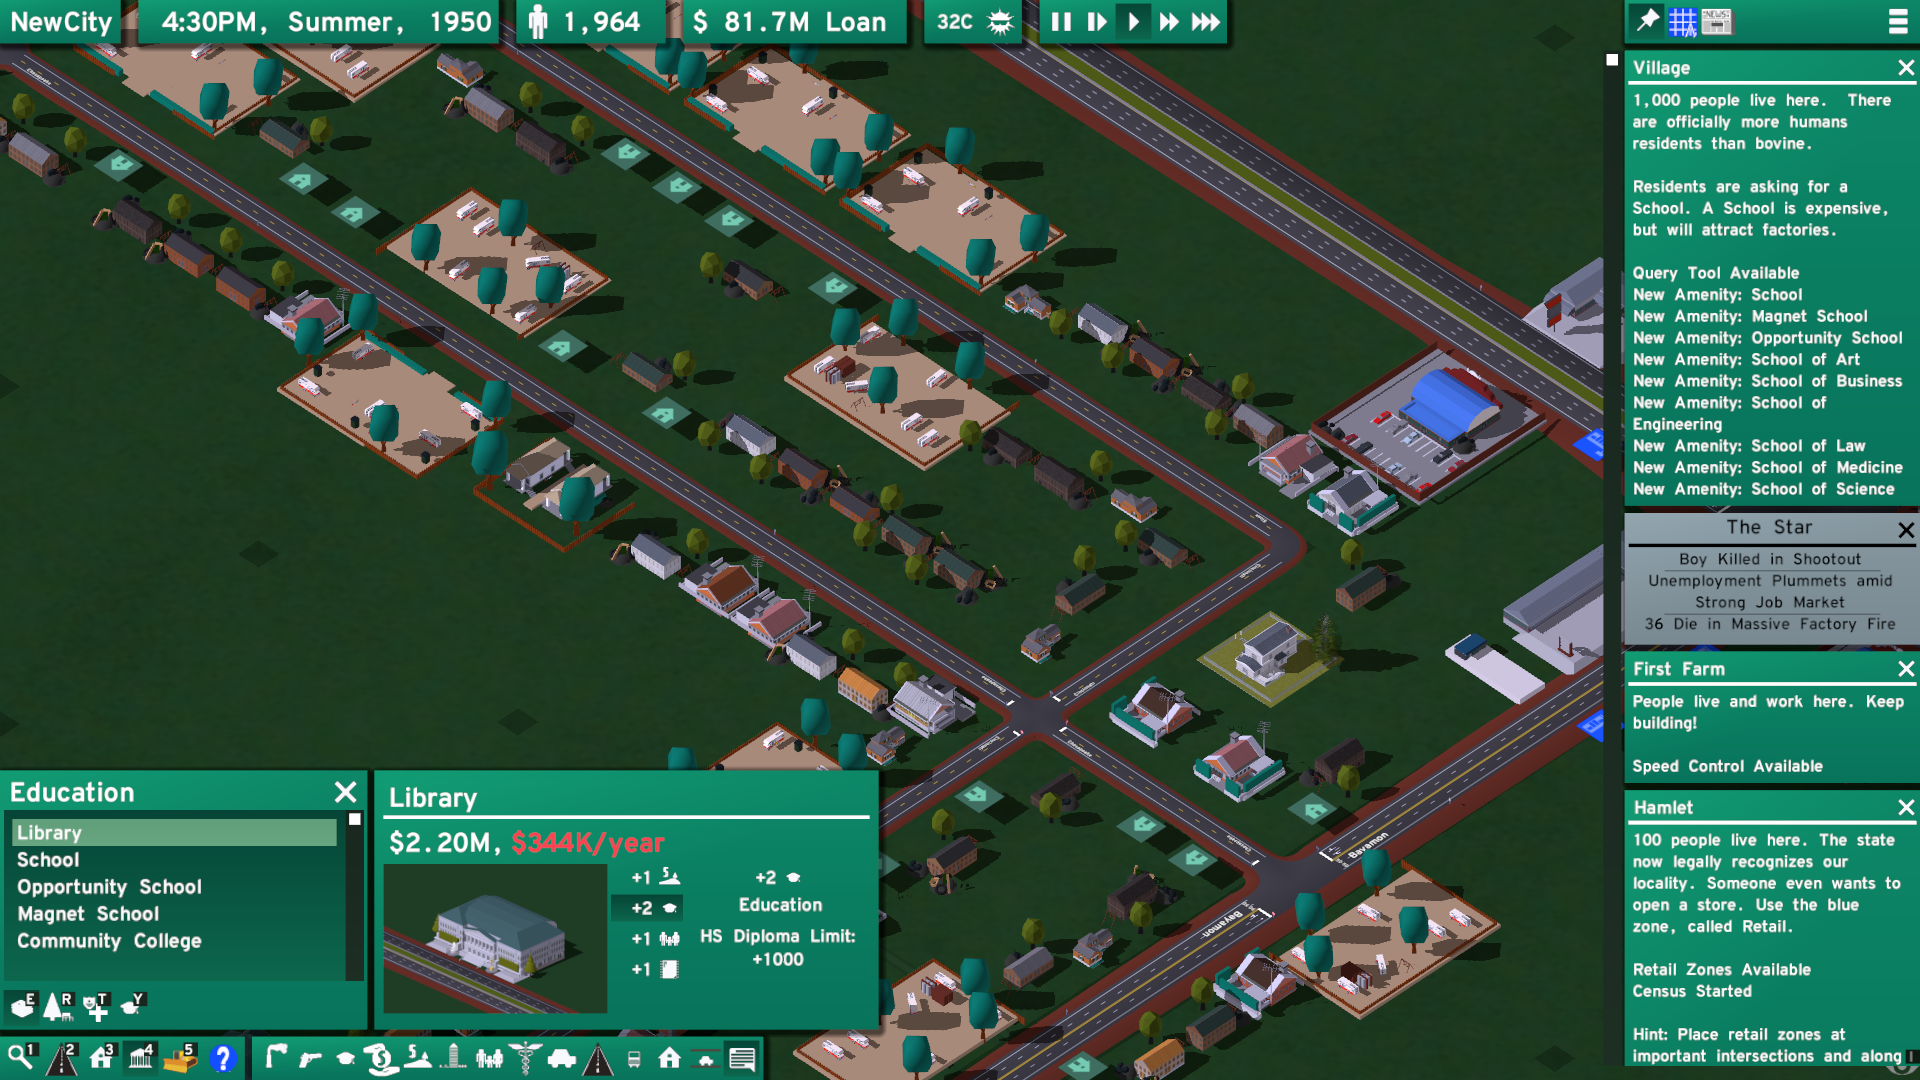 NewCity
4:30PM, Summer, 1950
1,964
$ 81.7M Loan
32C
NEWS
Village
1,000 people live here. There
are officially more humans
residents than bovine.
Residents are asking for a
School. A School is expensive,
but will attract factories.
Query Tool Available
New Amenity: School
New Amenity: Magnet School
New Amenity: Opportunity School
New Amenity: School of Art
New Amenity: School of Business
New Amenity: School of
Engineering
New Amenity: School of Law
New Amenity: School of Medicine
New Amenity: School of Science
The Star
Boy Killed in Shootout
Unemployment Plummets amid
Strong Job Market
36 Die in Massive Factory Fire
First Farm
People live and work here. Keep
building!
Speed Control Available
Hamlet
100 people live here. The state
now legally recognizes our
locality. Someone even wants to
open a store. Use the blue
zone, called Retail.
Retail Zones Available
Census Started
Hint: Place retail zones at
important intersections and along
Bayamon
Bayamon
Education
Library
School
Opportunity School
Magnet School
Community College
E
R
T
Y
Library
$2.20M, $344K/year
+1
+2
+1
+1
+2
Education
HS Diploma Limit:
+1000
1
2
3
4
5
?